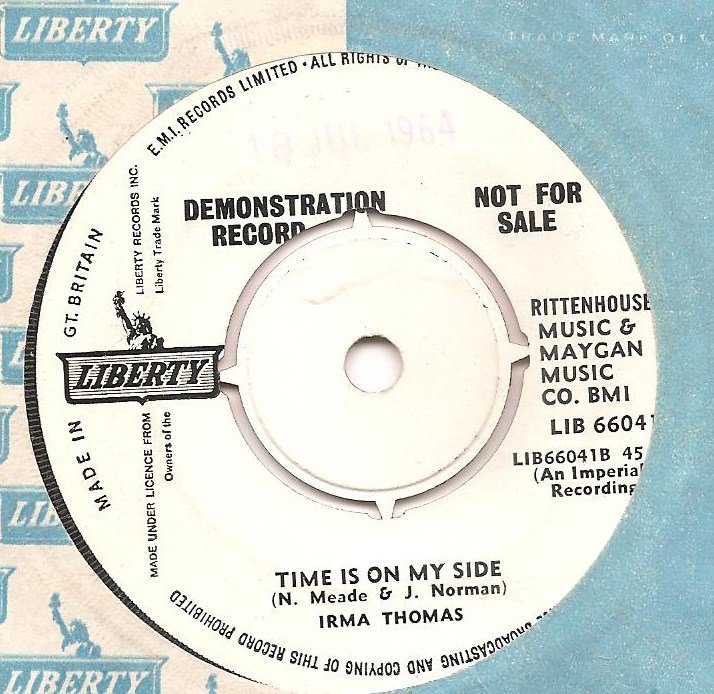 LIBERTY
TRADE MARK OF
E.M.I. RECORDS LIMITED • ALL RIGHTS OF
18 JUL 1964
DEMONSTRATION
RECORD
NOT FOR
SALE
LIBERTY RECORDS INC.
Liberty Trade Mark
GT. BRITAIN
LIBERTY
MADE IN
MADE UNDER LICENCE FROM
Owners of the
RITTENHOUSE
MUSIC &
MAYGAN
MUSIC
CO. BMI
LIB 66041
LIB66041B 45
(An Imperial
Recording
TIME IS ON MY SIDE
(N. Meade & J. Norman)
IRMA THOMAS
BROADCASTING AND COPYING OF THIS RECORD PROHIBITED
LIBE
LIB
LIBERTY